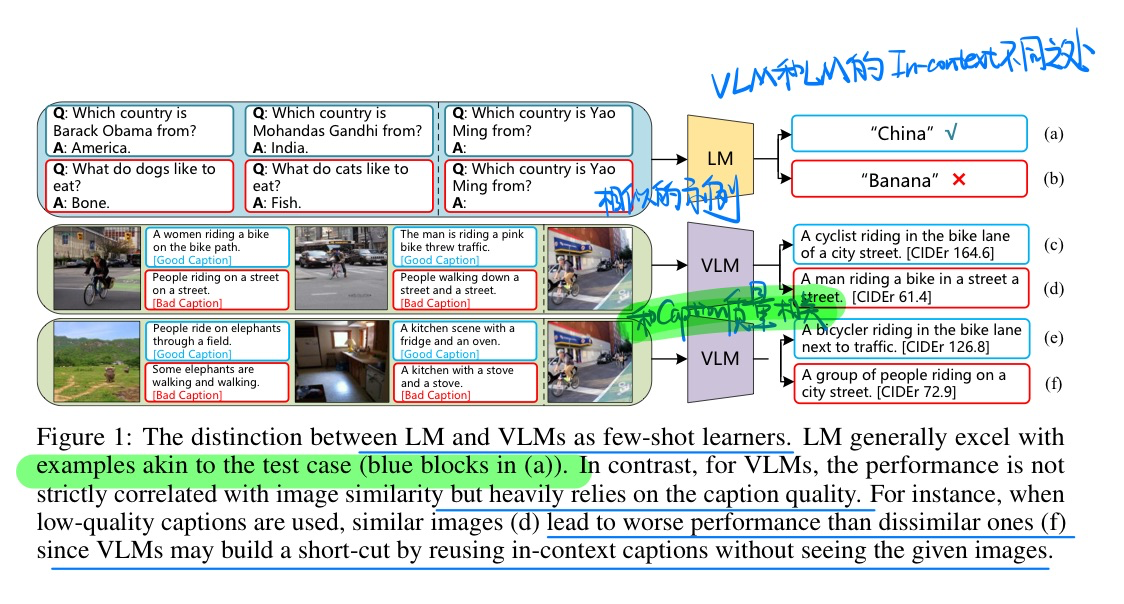 VLM和LM的In-context不同之处
Q: Which country is
Barack Obama from?
A: America.
Q: Which country is
Mohandas Gandhi from?
A: India.
Q: Which country is Yao
Ming from?
A:
Q: What do dogs like to
eat?
A: Bone.
Q: What do cats like to
eat?
A: Fish.
Q: Which country is Yao
Ming from?
A:
LM
“China” √
(a)
“Banana” ×
(b)
相似的示例
A women riding a bike
on the bike path.
[Good Caption]
People riding on a street
on a street.
[Bad Caption]
The man is riding a pink
bike threw traffic.
[Good Caption]
People walking down a
street and a street.
[Bad Caption]
VLM
A cyclist riding in the bike lane
of a city street. [CIDEr 164.6]
(c)
A man riding a bike in a street a
street. [CIDEr 61.4]
(d)
和Caption质量相关
People ride on elephants
through a field.
[Good Caption]
Some elephants are
walking and walking.
[Bad Caption]
A kitchen scene with a
fridge and an oven.
[Good Caption]
A kitchen with a stove
and a stove.
[Bad Caption]
VLM
A bicycler riding in the bike lane
next to traffic. [CIDEr 126.8]
(e)
A group of people riding on a
city street. [CIDEr 72.9]
(f)
Figure 1: The distinction between LM and VLMs as few-shot learners. LM generally excel with
examples akin to the test case (blue blocks in (a)). In contrast, for VLMs, the performance is not
strictly correlated with image similarity but heavily relies on the caption quality. For instance, when
low-quality captions are used, similar images (d) lead to worse performance than dissimilar ones (f)
since VLMs may build a short-cut by reusing in-context captions without seeing the given images.